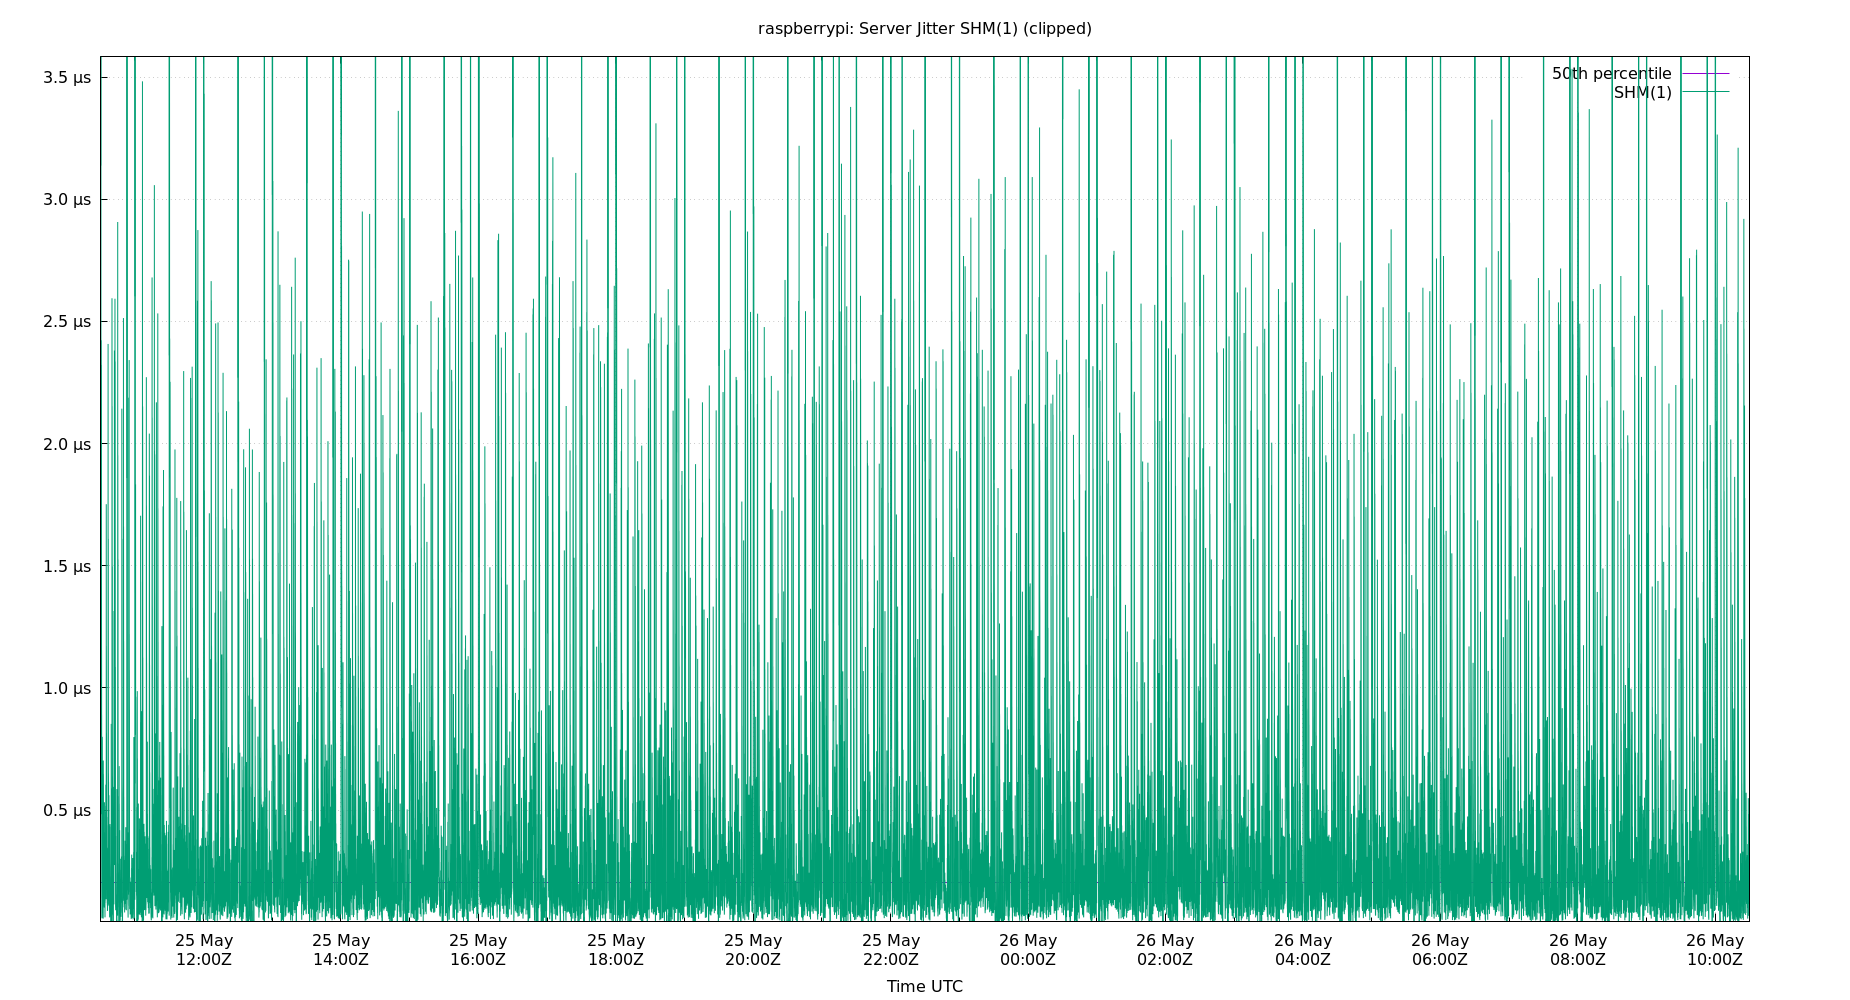 raspberrypi: Server Jitter SHM(1) (clipped)
3.5 µs
3.0 µs
2.5 µs
2.0 µs
1.5 µs
1.0 µs
0.5 µs
50th percentile
SHM(1)
25 May 25 May 25 May 25 May 25 May 25 May 26 May 26 May 26 May 26 May 26 May 26 May
12:00Z 14:00Z 16:00Z 18:00Z 20:00Z 22:00Z 00:00Z 02:00Z 04:00Z 06:00Z 08:00Z 10:00Z
Time UTC